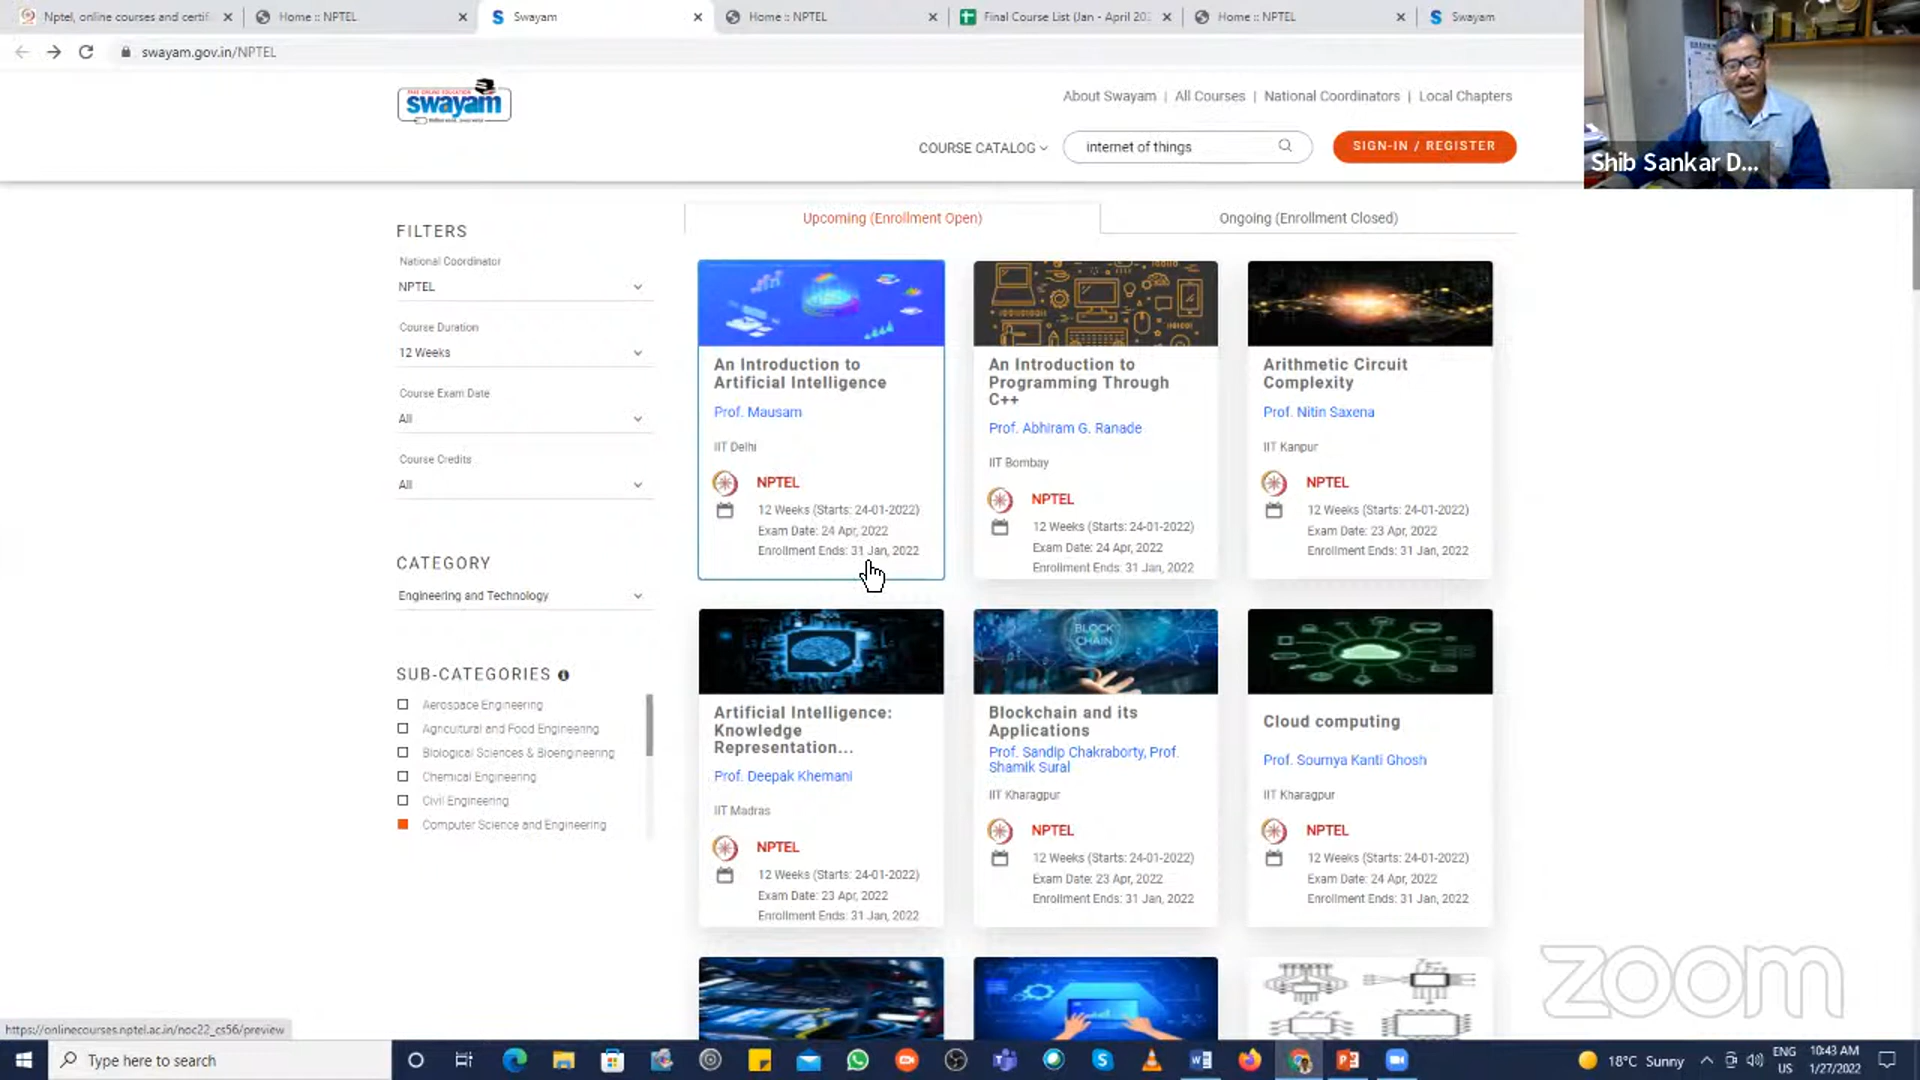 Nptel, online courses and certif
Home :: NPTEL
Swayam
Home :: NPTEL
Final Course List (Jan - April 202
Home :: NPTEL
Swayam
swayam.gov.in/NPTEL
swayam
About Swayam | All Courses | National Coordinators | Local Chapters
COURSE CATALOG
internet of things
SIGN-IN / REGISTER
Shib Sankar D...
FILTERS
National Coordinator
NPTEL
Course Duration
12 Weeks
Course Exam Date
All
Course Credits
All
CATEGORY
Engineering and Technology
SUB-CATEGORIES
Aerospace Engineering
Agricultural and Food Engineering
Biological Sciences & Bioengineering
Chemical Engineering
Civil Engineering
Computer Science and Engineering
Upcoming (Enrollment Open)
Ongoing (Enrollment Closed)
An Introduction to
Artificial Intelligence
Prof. Mausam
IIT Delhi
NPTEL
12 Weeks (Starts: 24-01-2022)
Exam Date: 24 Apr, 2022
Enrollment Ends: 31 Jan, 2022
An Introduction to
Programming Through
C++
Prof. Abhiram G. Ranade
IIT Bombay
NPTEL
12 Weeks (Starts: 24-01-2022)
Exam Date: 24 Apr, 2022
Enrollment Ends: 31 Jan, 2022
Arithmetic Circuit
Complexity
Prof. Nitin Saxena
IIT Kanpur
NPTEL
12 Weeks (Starts: 24-01-2022)
Exam Date: 23 Apr, 2022
Enrollment Ends: 31 Jan, 2022
Artificial Intelligence:
Knowledge
Representation...
Prof. Deepak Khemani
IIT Madras
NPTEL
12 Weeks (Starts: 24-01-2022)
Exam Date: 23 Apr, 2022
Enrollment Ends: 31 Jan, 2022
BLOCK
CHAIN
Blockchain and its
Applications
Prof. Sandip Chakraborty, Prof.
Shamik Sural
IIT Kharagpur
NPTEL
12 Weeks (Starts: 24-01-2022)
Exam Date: 23 Apr, 2022
Enrollment Ends: 31 Jan, 2022
Cloud computing
Prof. Soumya Kanti Ghosh
IIT Kharagpur
NPTEL
12 Weeks (Starts: 24-01-2022)
Exam Date: 24 Apr, 2022
Enrollment Ends: 31 Jan, 2022
zoom
https://onlinecourses.nptel.ac.in/noc22_cs56/preview
Type here to search
18°C Sunny
ENG
US
10:43 AM
1/27/2022